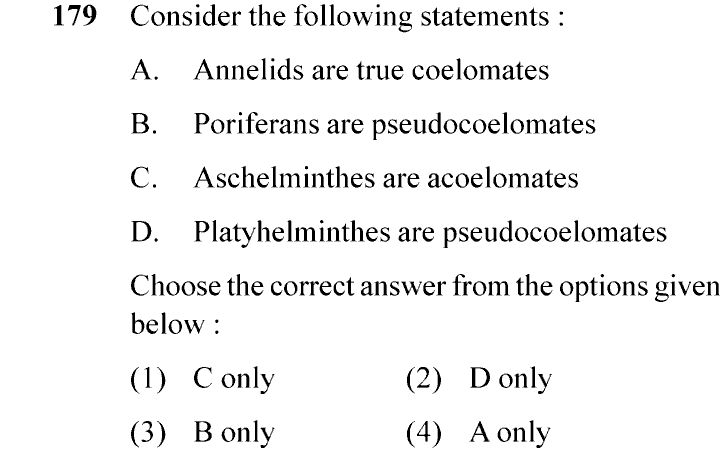 179 Consider the following statements :
A. Annelids are true coelomates
B. Poriferans are pseudocoelomates
C. Aschelminthes are acoelomates
D. Platyhelminthes are pseudocoelomates
Choose the correct answer from the options given
below :
(1) C only (2) D only
(3) B only (4) A only